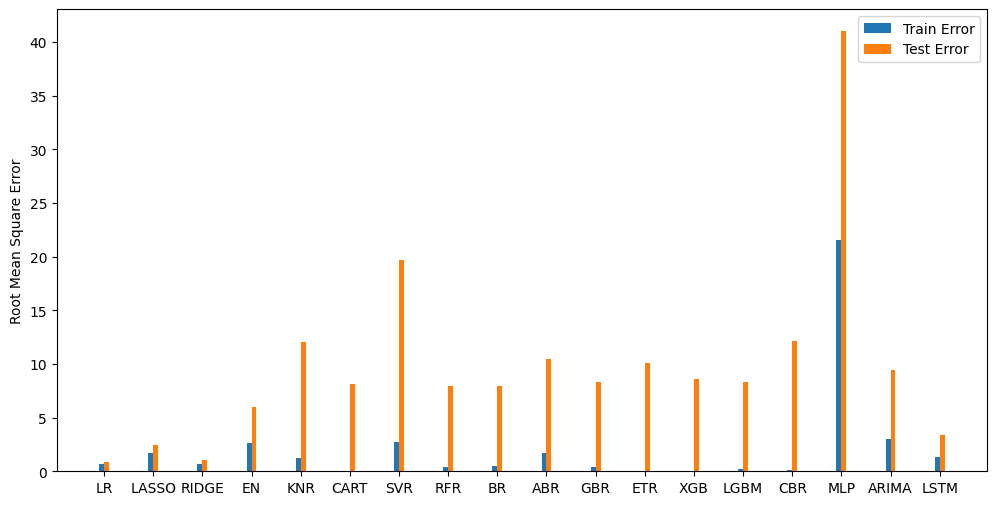 Train Error
Test Error
Root Mean Square Error
40
35
30
25
20
15
10
5
0
LR LASSO RIDGE EN KNR CART SVR RFR BR ABR GBR ETR XGB LGBM CBR MLP ARIMA LSTM